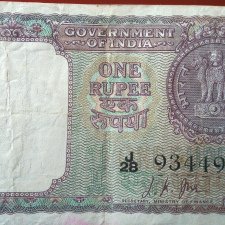 GOVERNMENT
OF INDIA
ONE
RUPEE
एक
रुपया
J/28 93449
SECRETARY, MINISTRY OF FINANCE